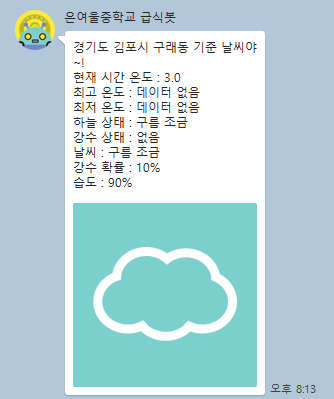 은여울중학교 급식봇
경기도 김포시 구래동 기준 날씨야
~!
현재 시간 온도 : 3.0
최고 온도 : 데이터 없음
최저 온도 : 데이터 없음
하늘 상태 : 구름 조금
강수 상태 : 없음
날씨 : 구름 조금
강수 확률 : 10%
습도 : 90%
오후 8:13